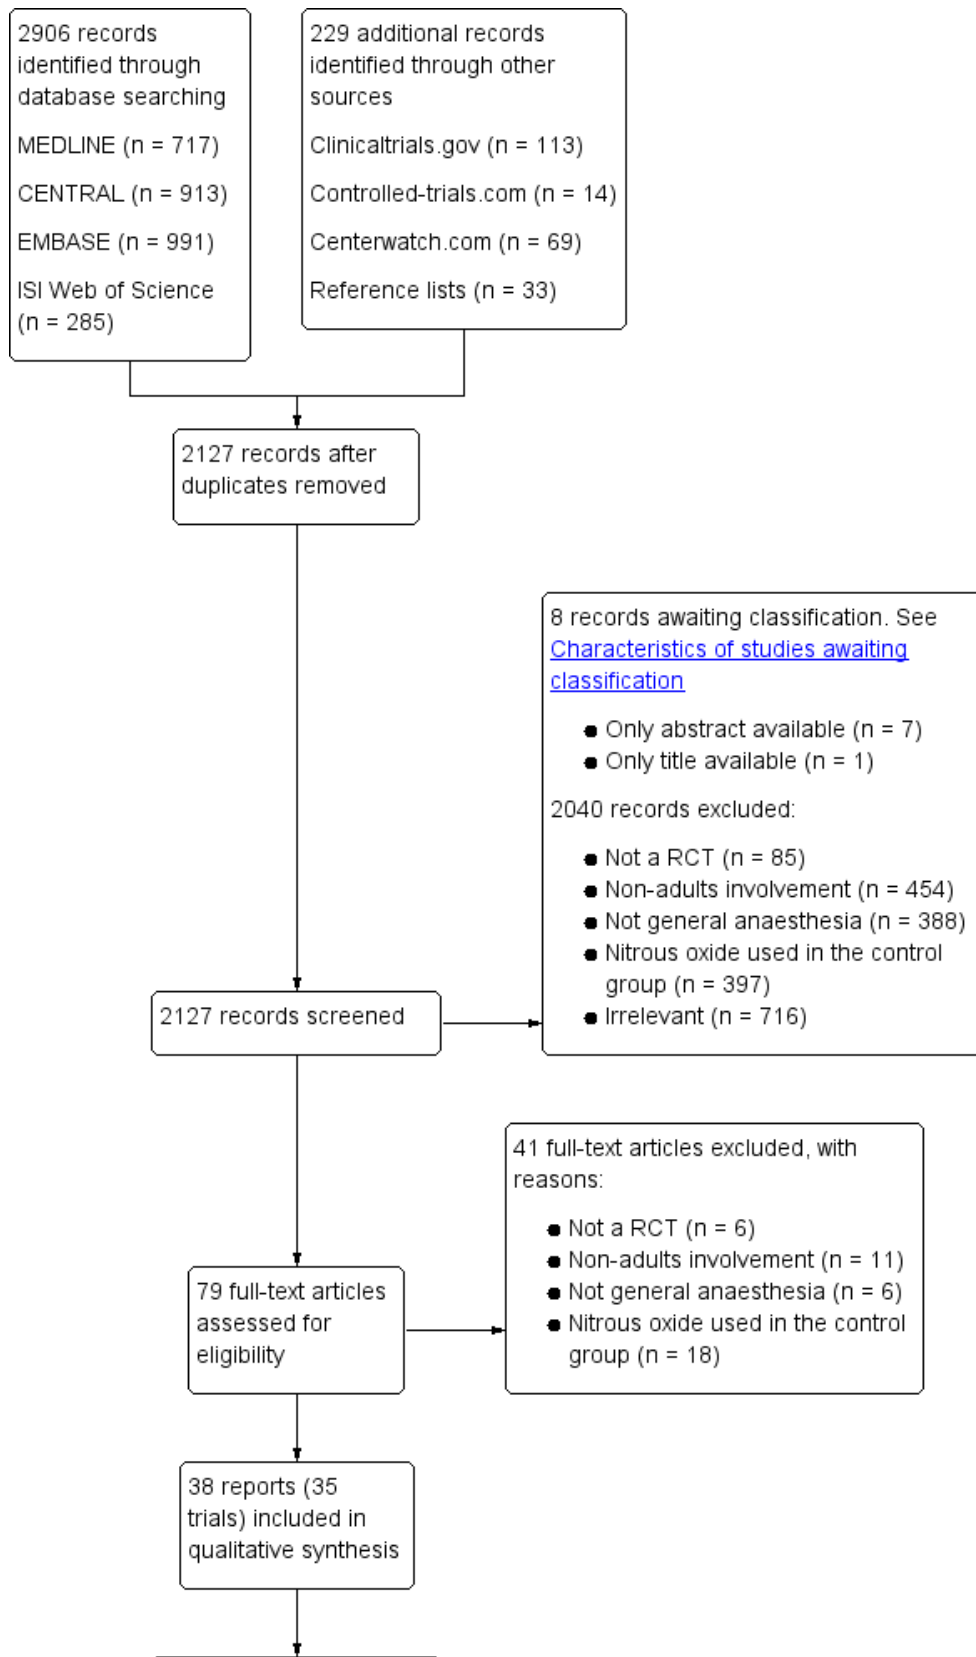 2906 records
identified through
database searching
MEDLINE (n = 717)
CENTRAL (n = 913)
EMBASE (n = 991)
ISI Web of Science
(n = 285)
229 additional records
identified through other
sources
Clinicaltrials.gov (n = 113)
Controlled-trials.com (n = 14)
Centerwatch.com (n = 69)
Reference lists (n = 33)
2127 records after
duplicates removed
8 records awaiting classification. See
Characteristics of studies awaiting
classification
● Only abstract available (n = 7)
● Only title available (n = 1)
2040 records excluded:
● Not a RCT (n = 85)
● Non-adults involvement (n = 454)
● Not general anaesthesia (n = 388)
● Nitrous oxide used in the control
group (n = 397)
● Irrelevant (n = 716)
2127 records screened
41 full-text articles excluded, with
reasons:
● Not a RCT (n = 6)
● Non-adults involvement (n = 11)
● Not general anaesthesia (n = 6)
● Nitrous oxide used in the control
group (n = 18)
79 full-text articles
assessed for
eligibility
38 reports (35
trials) included in
qualitative synthesis